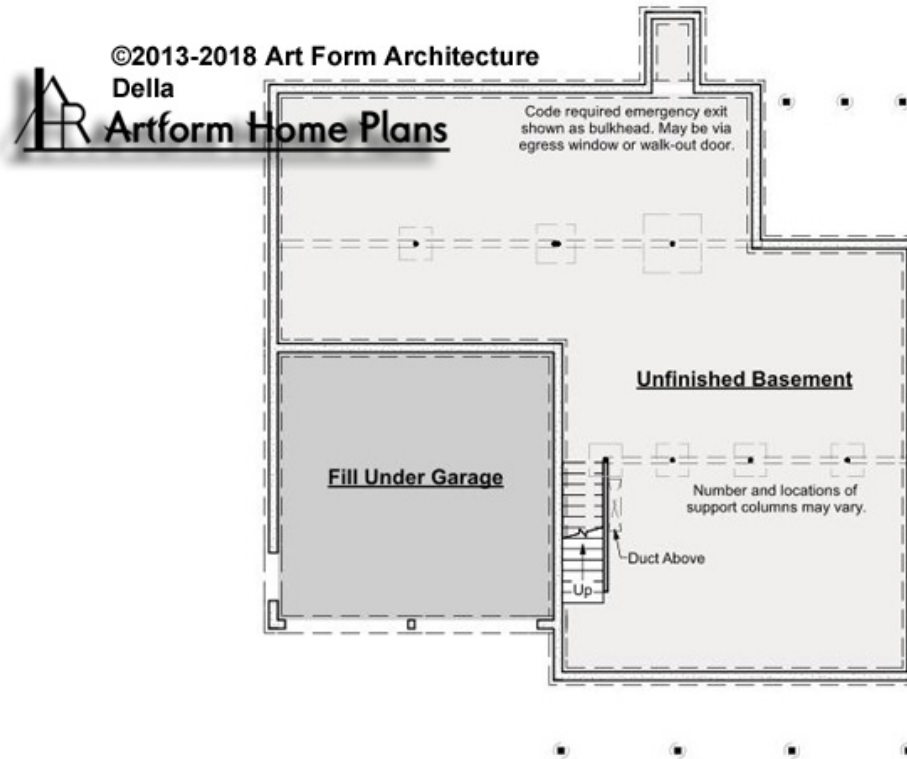 ©2013-2018 Art Form Architecture
Della
Artform Home Plans
Code required emergency exit
shown as bulkhead. May be via
egress window or walk-out door.
Unfinished Basement
Fill Under Garage
Number and locations of
support columns may vary.
Duct Above
Up